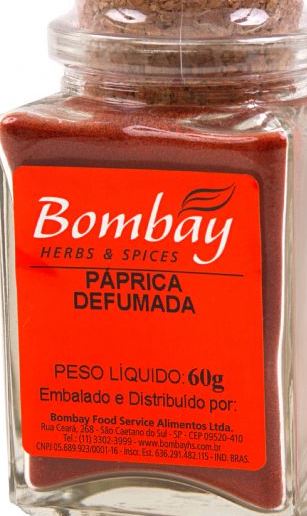 Bombay
HERBS & SPICES
PÁPRICA
DEFUMADA
PESO LÍQUIDO: 60g
Embalado e Distribuído por:
Bombay Food Service Alimentos Ltda.
Rua Ceará, 268 - São Caetano do Sul - SP - CEP 09520-410
Tel.: (11) 3302-3999 - www.bombayhs.com.br
CNPJ 05.689.923/0001-16 - Inscr. Est. 636.291.482.115 - IND. BRAS.